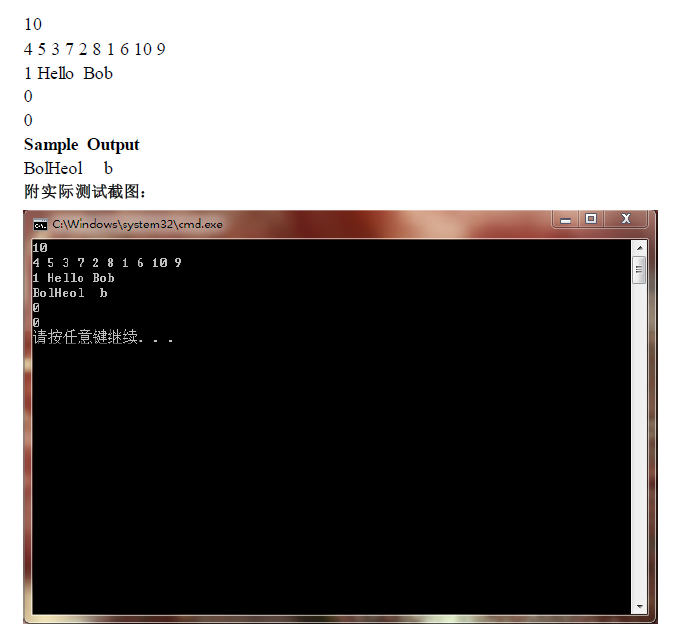 10
4 5 3 7 2 8 1 6 10 9
1 Hello  Bob
0
0
Sample  Output
BolHeol     b
附实际测试截图：
C:\Windows\system32\cmd.exe
10
4 5 3 7 2 8 1 6 10 9
1 Hello Bob
BolHeol  b
0
0
请按任意键继续. . .